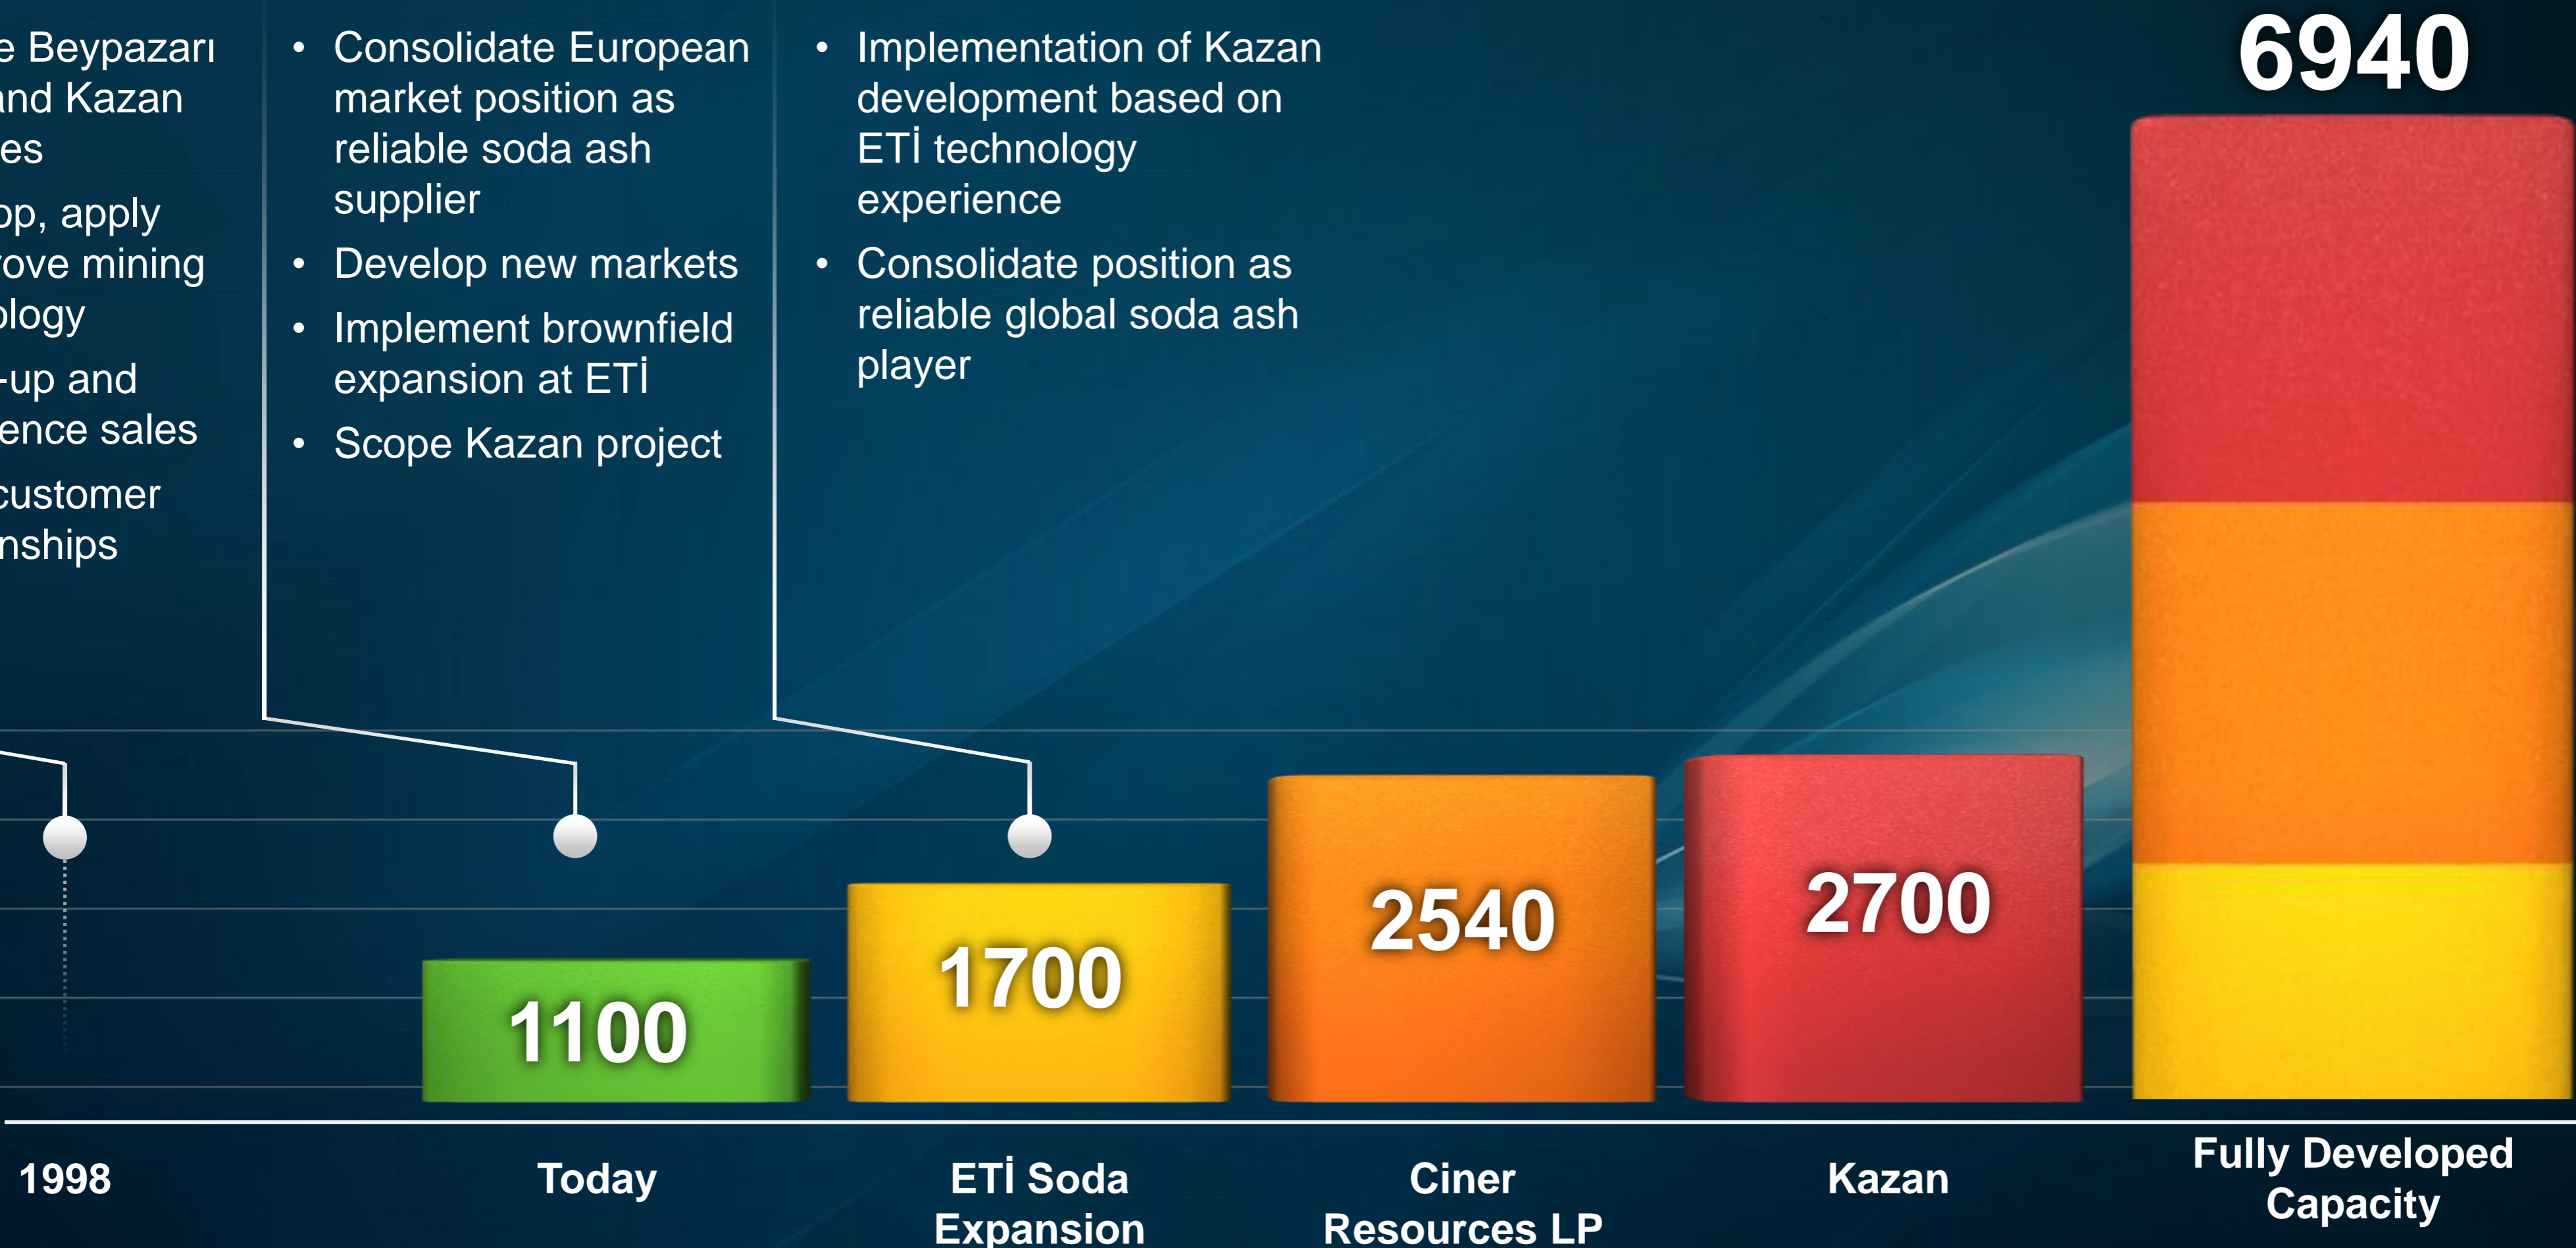 e Beypazarı
and Kazan
es
op, apply
rove mining
ology
-up and
ence sales
customer
nships
• Consolidate European
market position as
reliable soda ash
supplier
• Develop new markets
• Implement brownfield
expansion at ETİ
• Scope Kazan project
• Implementation of Kazan
development based on
ETİ technology
experience
• Consolidate position as
reliable global soda ash
player
6940
1100
1700
2540
2700
1998
Today
ETİ Soda
Expansion
Ciner
Resources LP
Kazan
Fully Developed
Capacity